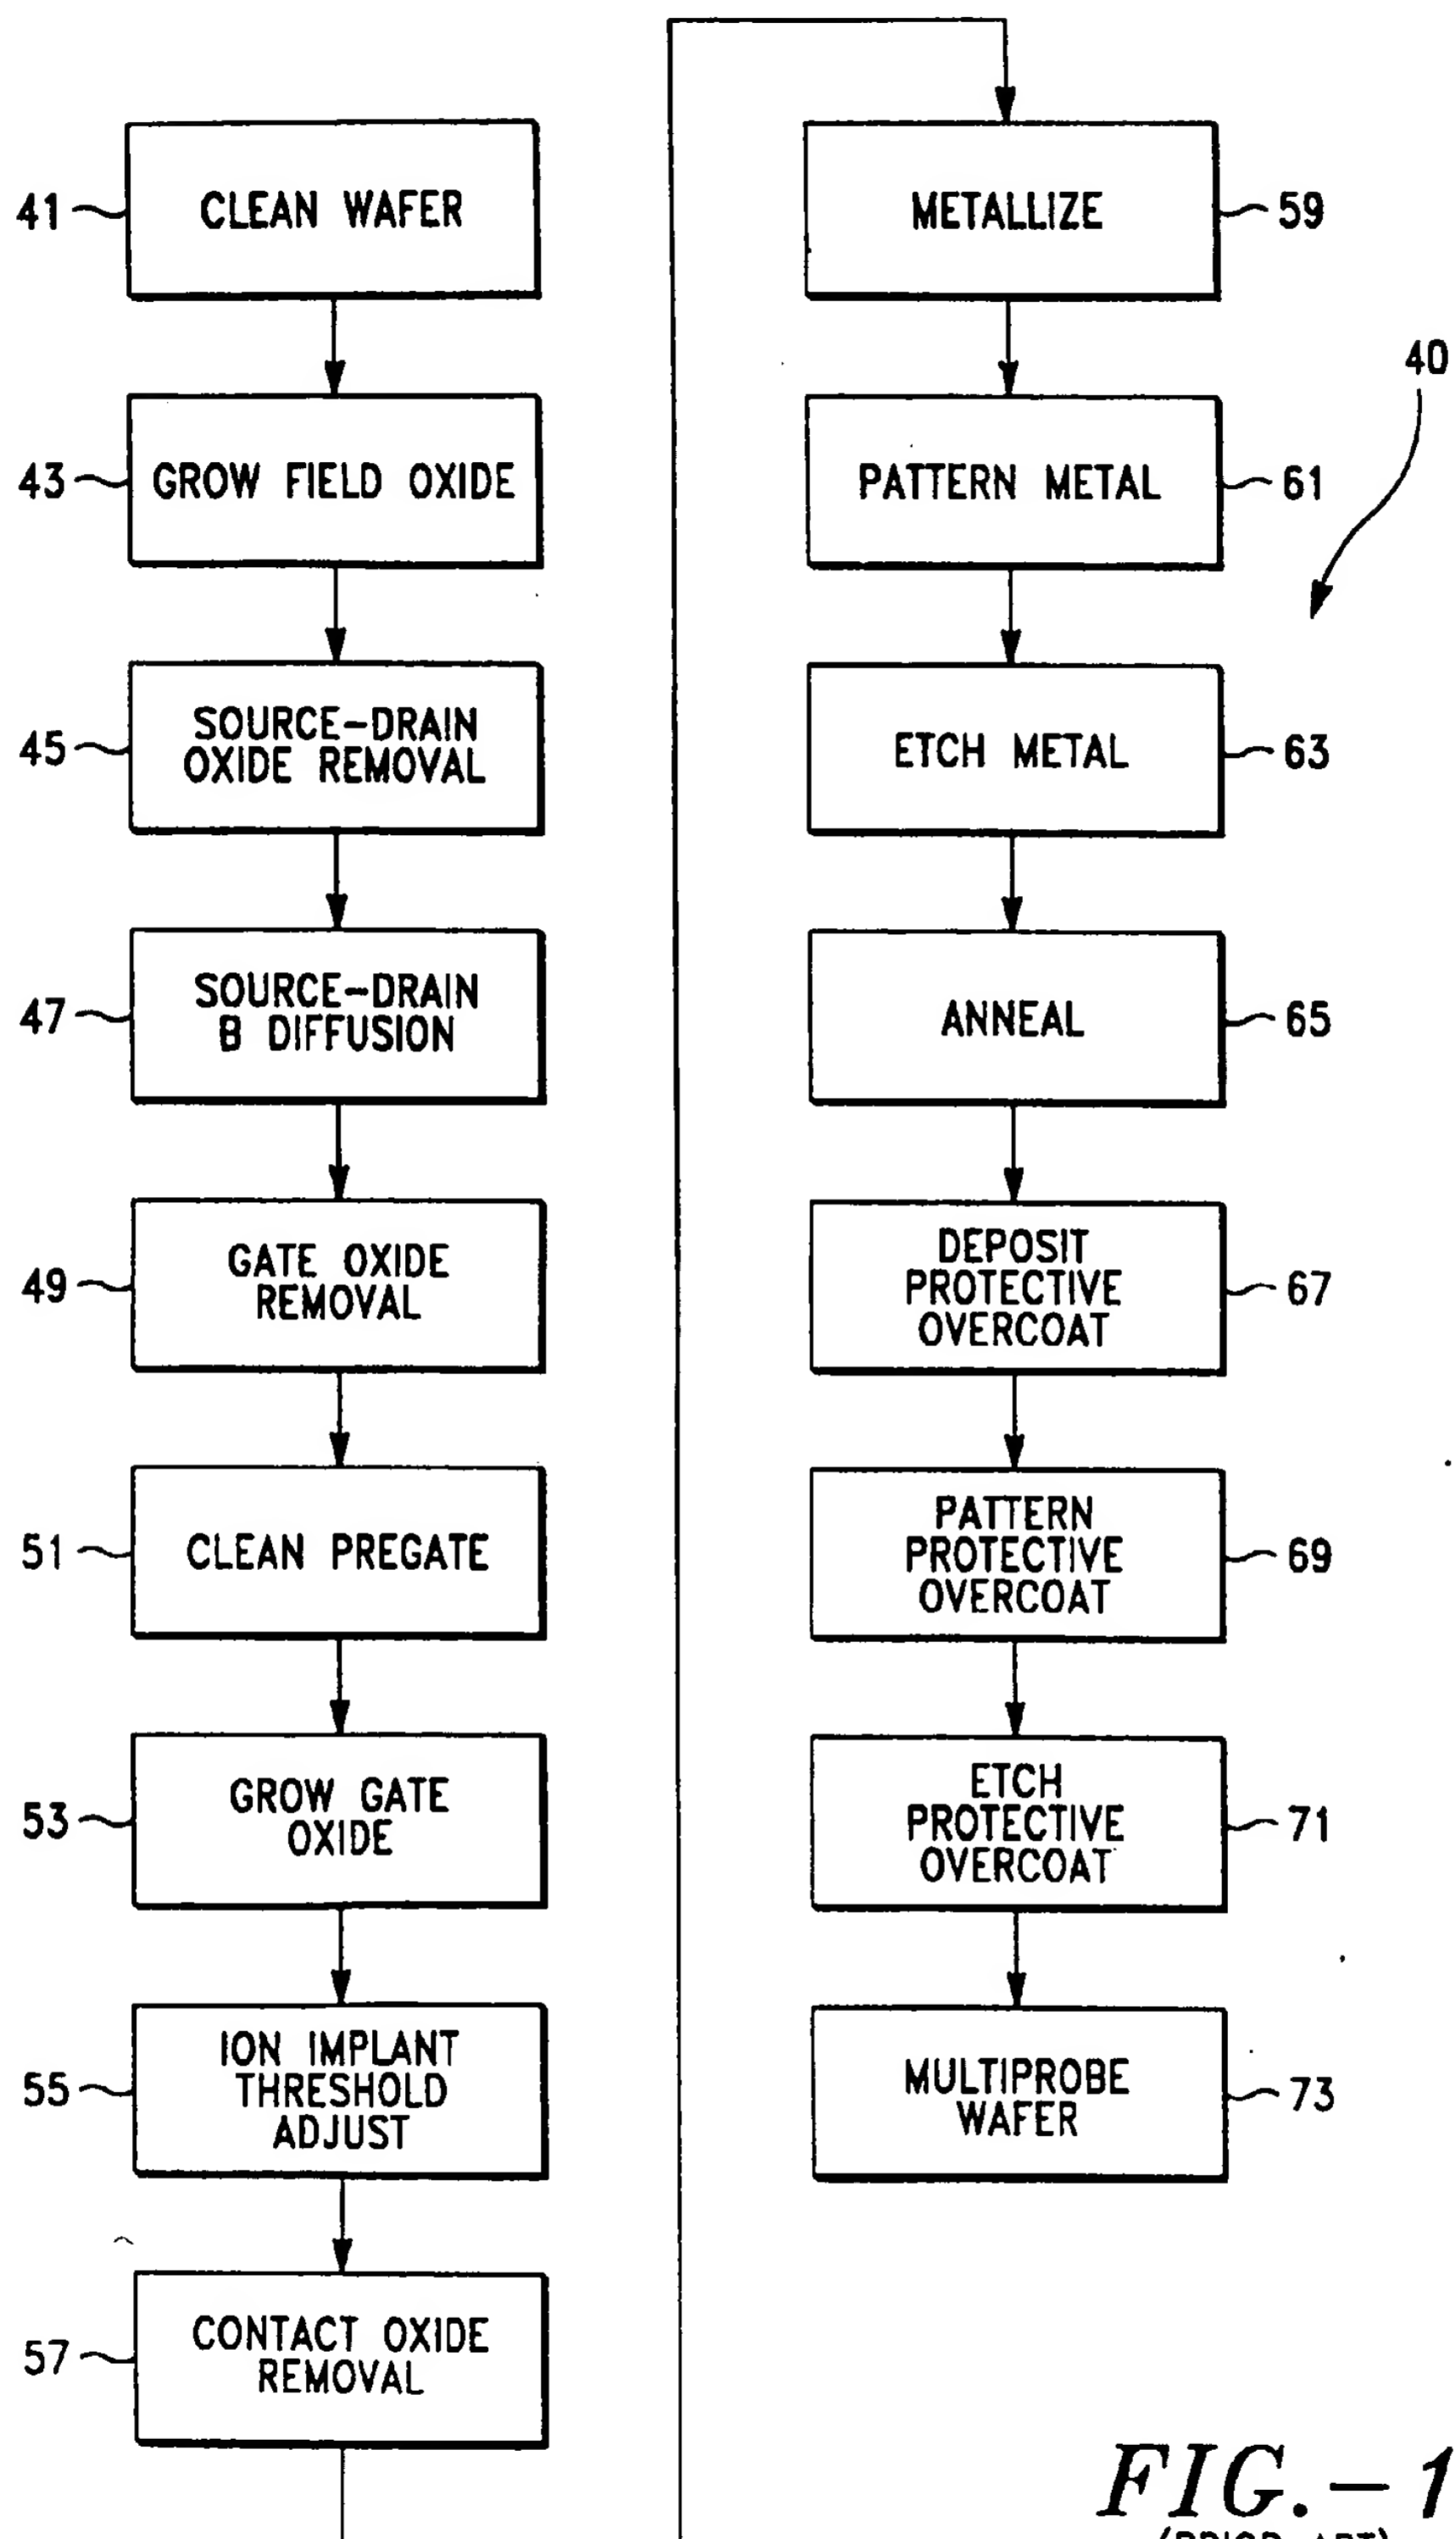 41
CLEAN WAFER
43
GROW FIELD OXIDE
45
SOURCE-DRAIN
OXIDE REMOVAL
47
SOURCE-DRAIN
B DIFFUSION
49
GATE OXIDE
REMOVAL
51
CLEAN PREGATE
53
GROW GATE
OXIDE
55
ION IMPLANT
THRESHOLD
ADJUST
57
CONTACT OXIDE
REMOVAL
METALLIZE
59
40
PATTERN METAL
61
ETCH METAL
63
ANNEAL
65
DEPOSIT
PROTECTIVE
OVERCOAT
67
PATTERN
PROTECTIVE
OVERCOAT
69
ETCH
PROTECTIVE
OVERCOAT
71
MULTIPROBE
WAFER
73
FIG.-1
(PRIOR ART)